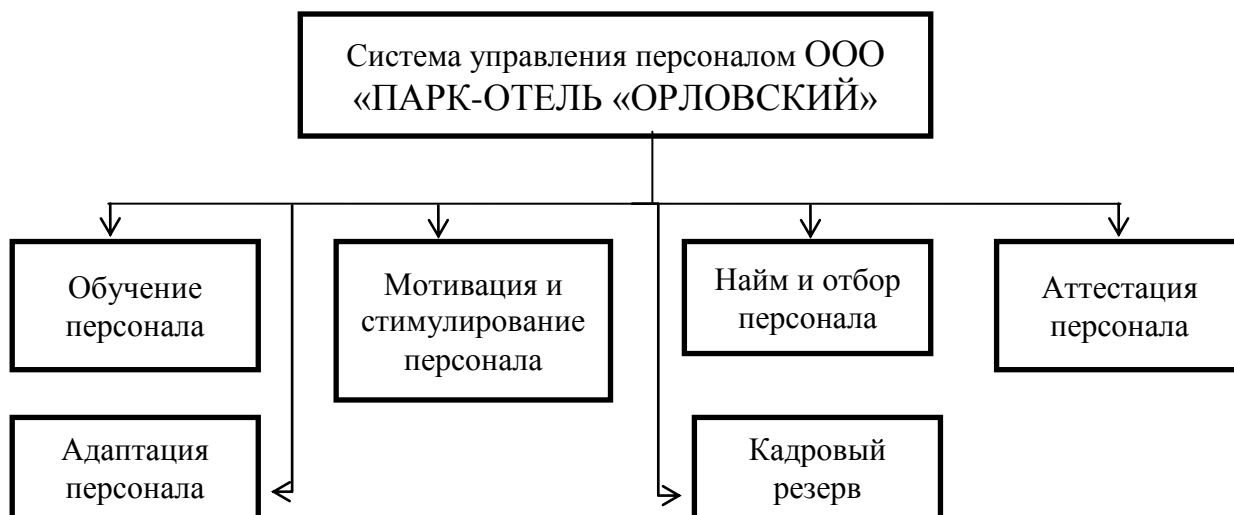 Система управления персоналом ООО
«ПАРК-ОТЕЛЬ «ОРЛОВСКИЙ»
Обучение
персонала
Мотивация и
стимулирование
персонала
Найм и отбор
персонала
Аттестация
персонала
Адаптация
персонала
Кадровый
резерв